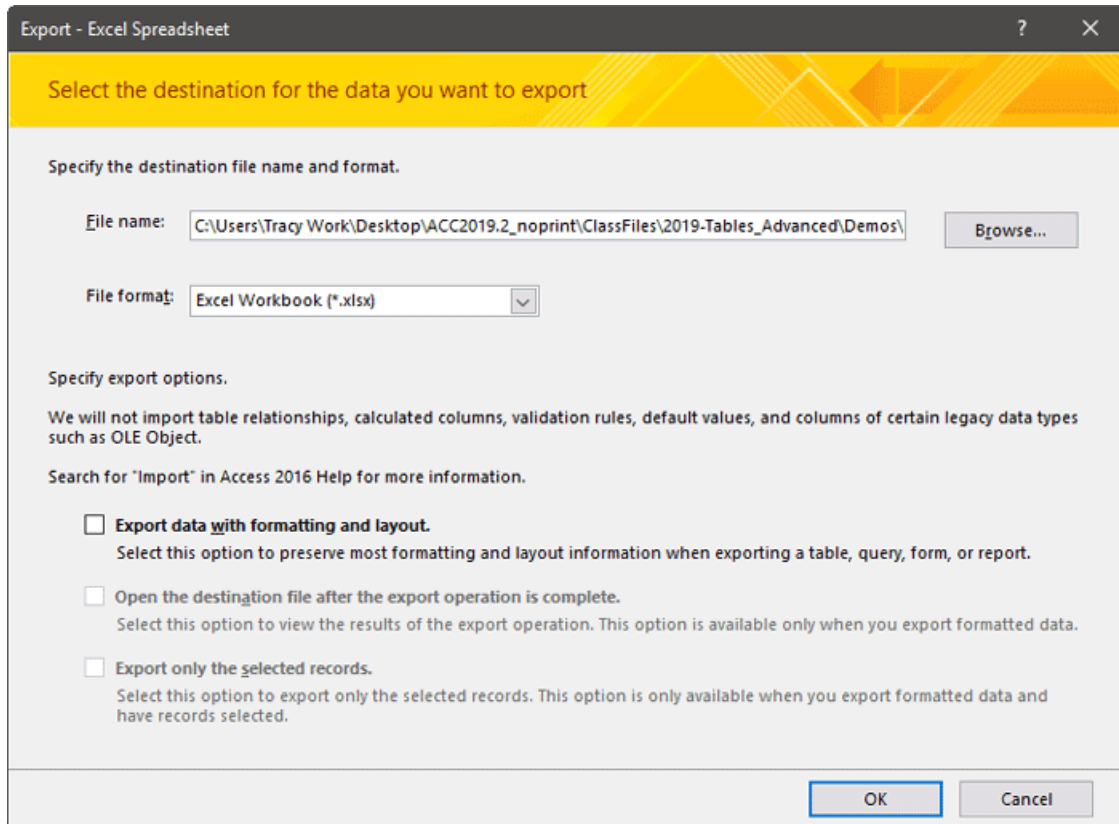 Export - Excel Spreadsheet
?
Select the destination for the data you want to export
Specify the destination file name and format.
File name:
C:\Users\Tracy Work\Desktop\ACC2019.2_noprint\ClassFiles\2019-Tables_Advanced\Demos\
Browse...
File format:
Excel Workbook (*.xlsx)
Specify export options.
We will not import table relationships, calculated columns, validation rules, default values, and columns of certain legacy data types
such as OLE Object.
Search for "Import" in Access 2016 Help for more information.
Export data with formatting and layout.
Select this option to preserve most formatting and layout information when exporting a table, query, form, or report.
Open the destination file after the export operation is complete.
Select this option to view the results of the export operation. This option is available only when you export formatted data.
Export only the selected records.
Select this option to export only the selected records. This option is only available when you export formatted data and
have records selected.
OK
Cancel